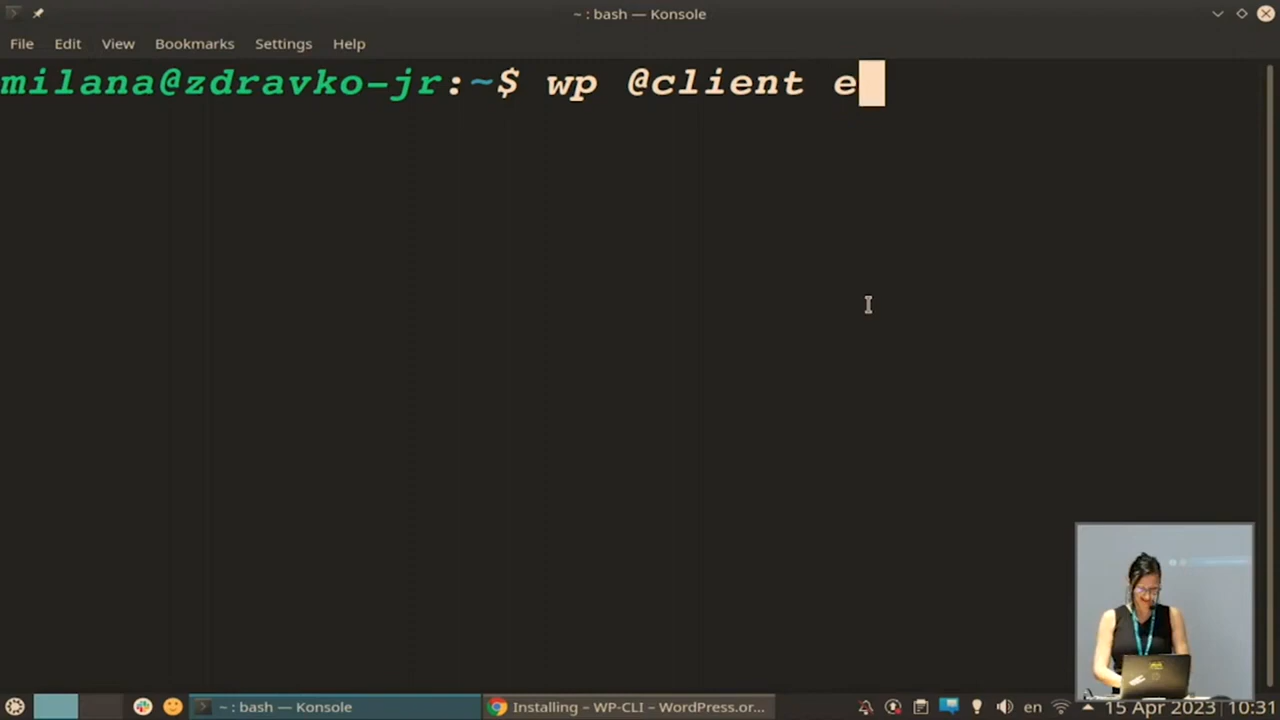 ~ : bash — Konsole
File Edit View Bookmarks Settings Help
milana@zdravko-jr:~$ wp @client e
~ : bash — Konsole
Installing – WP-CLI – WordPress.or...
en
15 Apr 2023
10:31